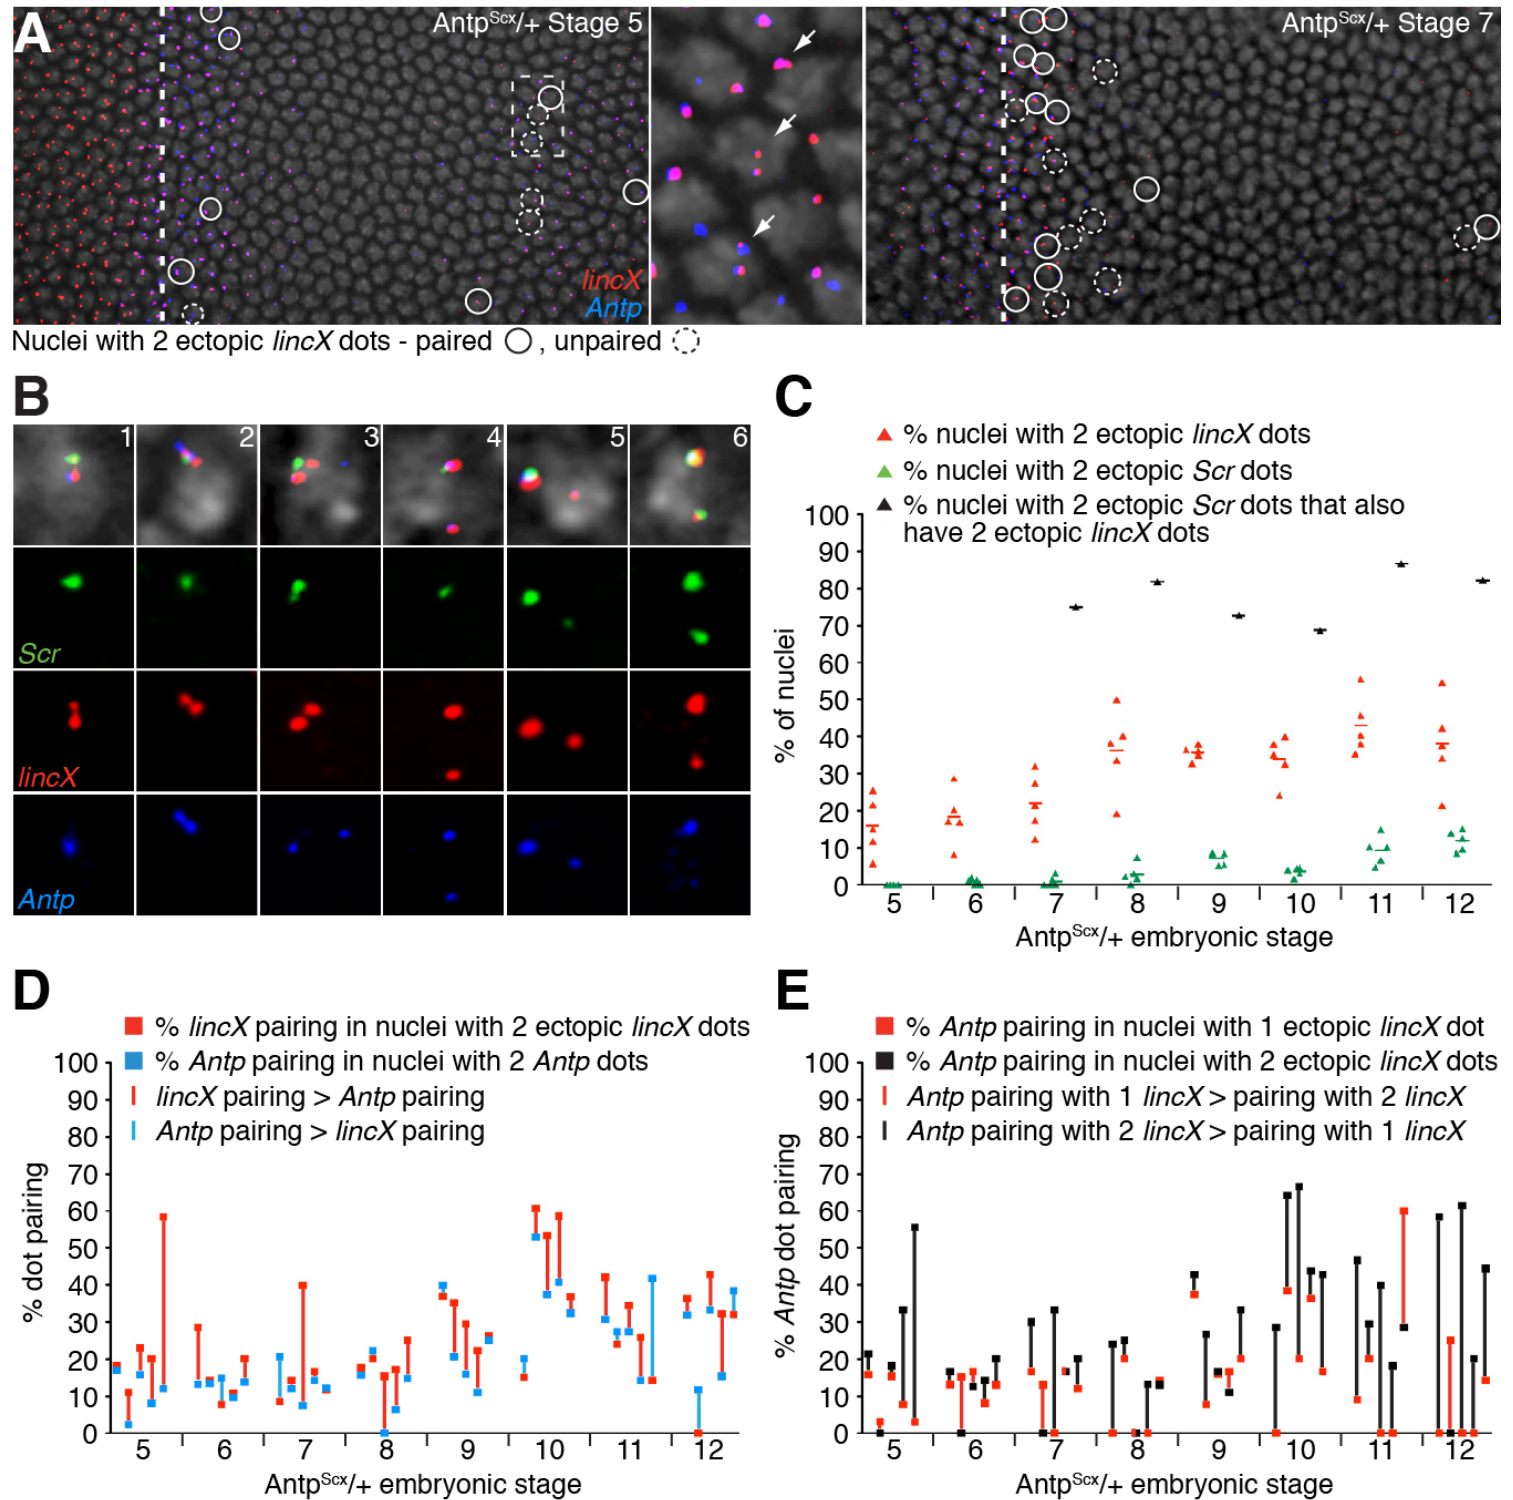 A
Antp^Scx/+ Stage 5
Antp^Scx/+ Stage 7
lincX
Antp
Nuclei with 2 ectopic lincX dots - paired , unpaired
B
1 2 3 4 5 6
Scr
lincX
Antp
C
% nuclei with 2 ectopic lincX dots
% nuclei with 2 ectopic Scr dots
% nuclei with 2 ectopic Scr dots that also
have 2 ectopic lincX dots
% of nuclei
100
90
80
70
60
50
40
30
20
10
0
5 6 7 8 9 10 11 12
Antp^Scx/+ embryonic stage
D
% lincX pairing in nuclei with 2 ectopic lincX dots
% Antp pairing in nuclei with 2 Antp dots
lincX pairing > Antp pairing
Antp pairing > lincX pairing
% dot pairing
100
90
80
70
60
50
40
30
20
10
0
5 6 7 8 9 10 11 12
Antp^Scx/+ embryonic stage
E
% Antp pairing in nuclei with 1 ectopic lincX dot
% Antp pairing in nuclei with 2 ectopic lincX dots
Antp pairing with 1 lincX > pairing with 2 lincX
Antp pairing with 2 lincX > pairing with 1 lincX
% Antp dot pairing
100
90
80
70
60
50
40
30
20
10
0
5 6 7 8 9 10 11 12
Antp^Scx/+ embryonic stage